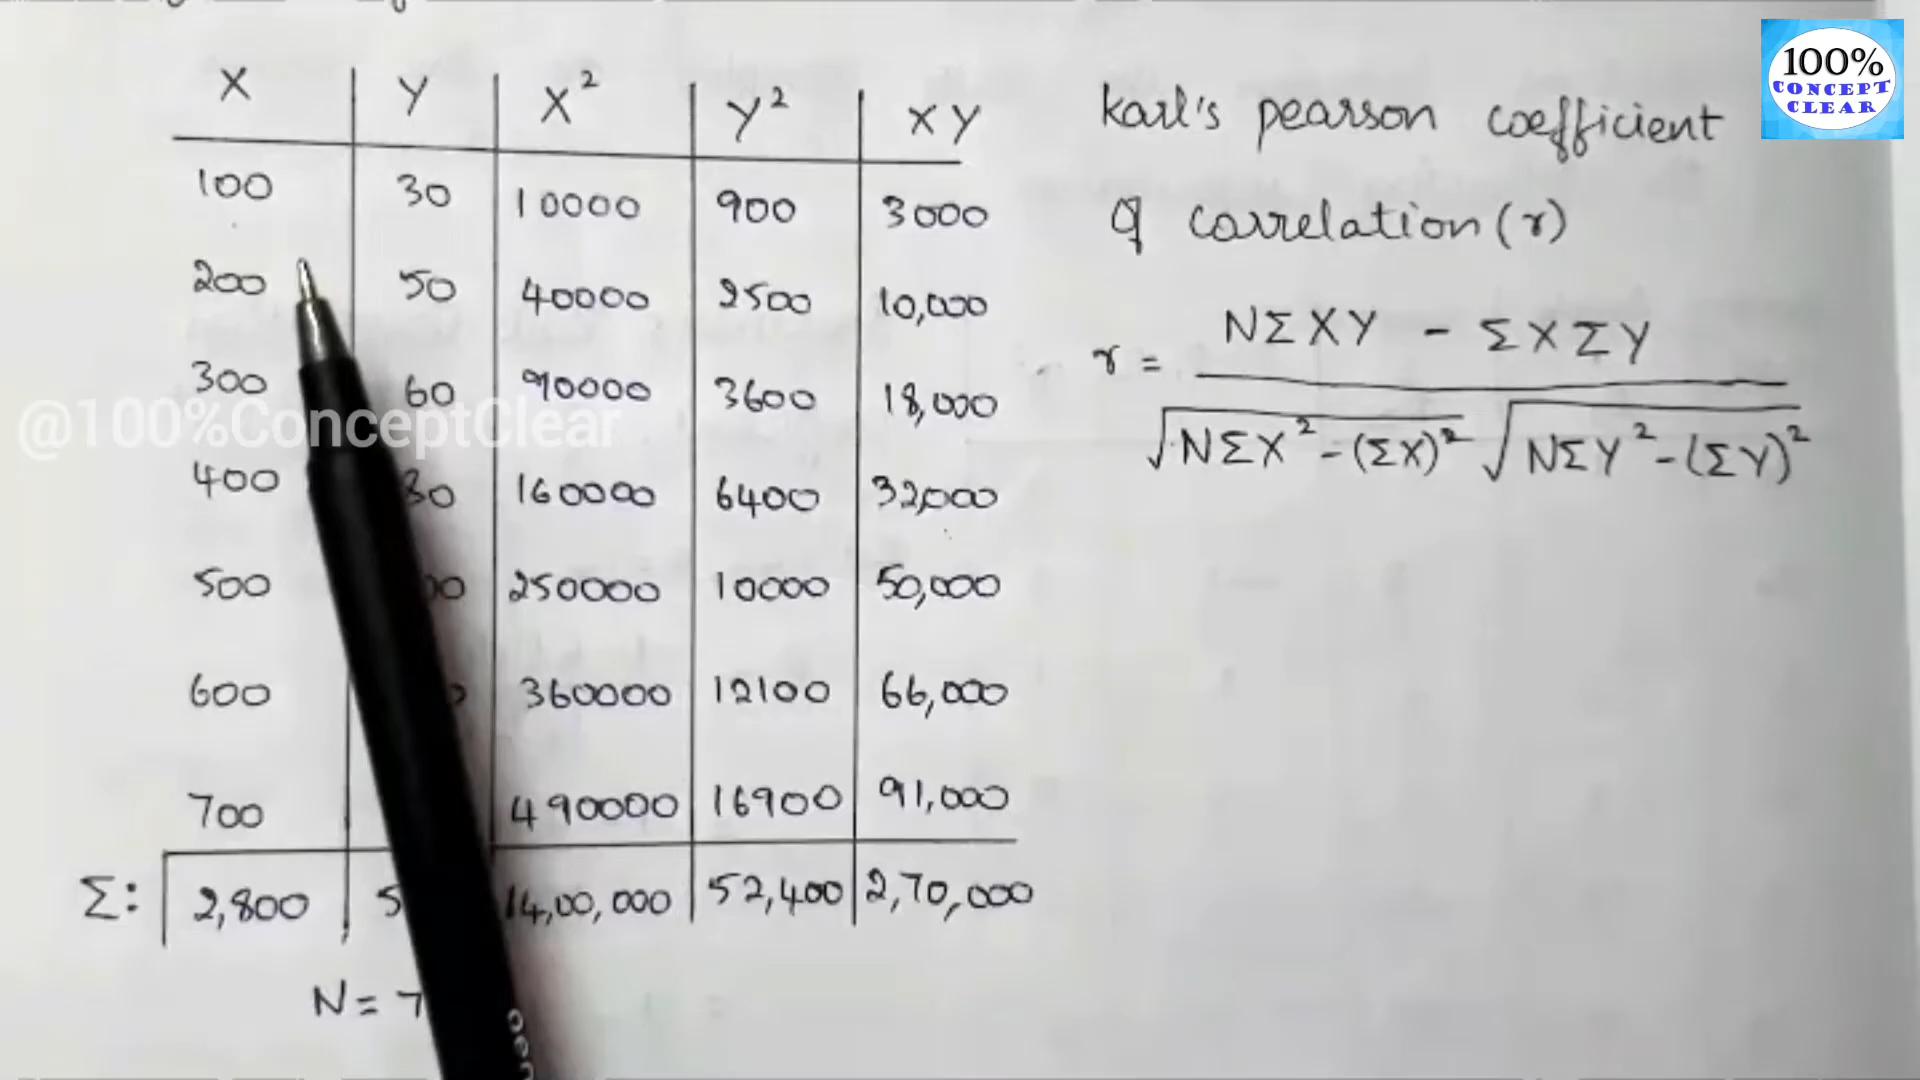 100%
CONCEPT
CLEAR
X Y X² Y² XY
100 30 10000 900 3000
200 50 40000 2500 10,000
300 60 90000 3600 18,000
@100%ConceptClear
400 80 160000 6400 32,000
500 250000 10000 50,000
600 360000 12100 66,000
700 490000 16900 91,000
Σ: 2,800 14,00,000 52,400 2,70,000
N = 7
Karl's pearson coefficient
of correlation (r)
r = NΣXY - ΣXΣY
√NΣX² - (ΣX)² √NΣY² - (ΣY)²